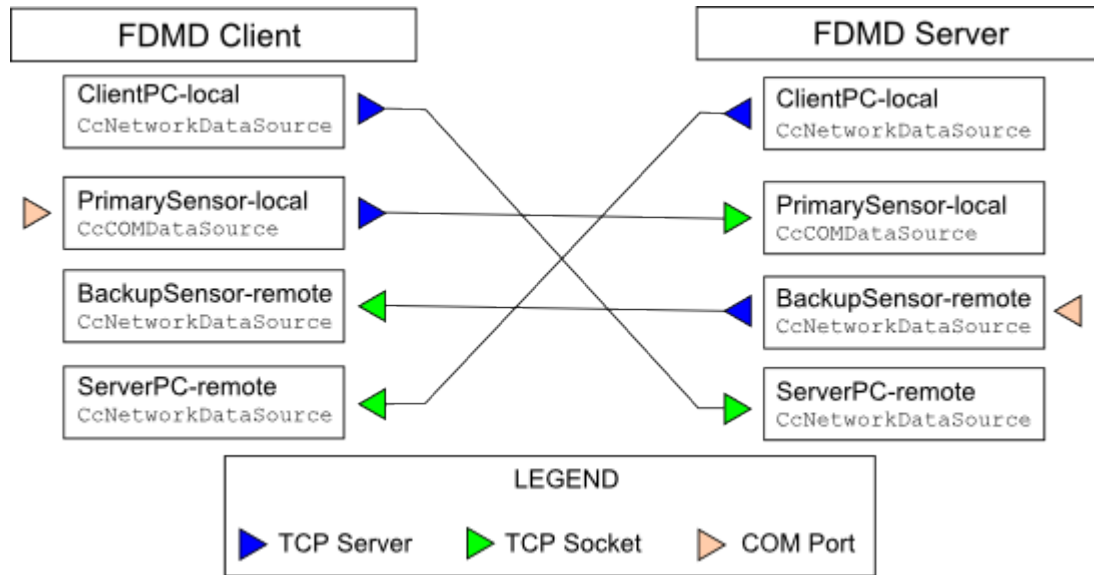 FDMD Client
FDMD Server
ClientPC-local
CcNetworkDataSource
PrimarySensor-local
CcCOMDataSource
BackupSensor-remote
CcNetworkDataSource
ServerPC-remote
CcNetworkDataSource
ClientPC-local
CcNetworkDataSource
PrimarySensor-local
CcCOMDataSource
BackupSensor-remote
CcNetworkDataSource
ServerPC-remote
CcNetworkDataSource
LEGEND
TCP Server
TCP Socket
COM Port